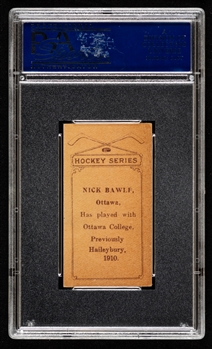 HOCKEY SERIES
NICK BAWLF,
Ottawa.
Has played with
Ottawa College.
Previously
Haileybury,
1910.